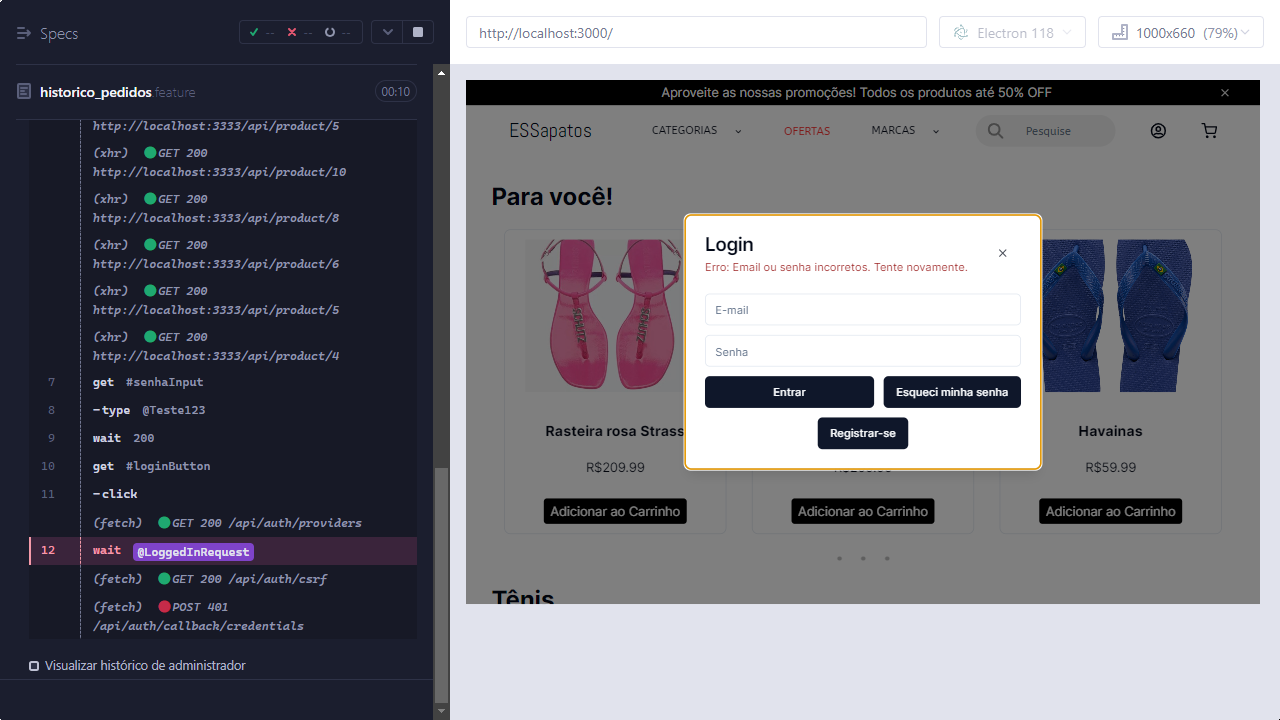 Specs
--
--
--
historico_pedidos feature
00:10
http://localhost:3333/api/product/5
(xhr) GET 200
http://localhost:3333/api/product/10
(xhr) GET 200
http://localhost:3333/api/product/8
(xhr) GET 200
http://localhost:3333/api/product/6
(xhr) GET 200
http://localhost:3333/api/product/5
(xhr) GET 200
http://localhost:3333/api/product/4
7 get #senhaInput
8 -type @Teste123
9 wait 200
10 get #loginButton
11 -click
(fetch) GET 200 /api/auth/providers
12 wait @LoggedInRequest
(fetch) GET 200 /api/auth/csrf
(fetch) POST 401
/api/auth/callback/credentials
Visualizar histórico de administrador
http://localhost:3000/
Electron 118
1000x660 (79%)
Aproveite as nossas promoções! Todos os produtos até 50% OFF
ESSapatos
CATEGORIAS
OFERTAS
MARCAS
Pesquise
Para você!
Login
Erro: Email ou senha incorretos. Tente novamente.
E-mail
Senha
Entrar
Esqueci minha senha
Registrar-se
Rasteira rosa Strass
Havainas
R$209.99
R$59.99
Adicionar ao Carrinho
Adicionar ao Carrinho
Adicionar ao Carrinho
Tênis